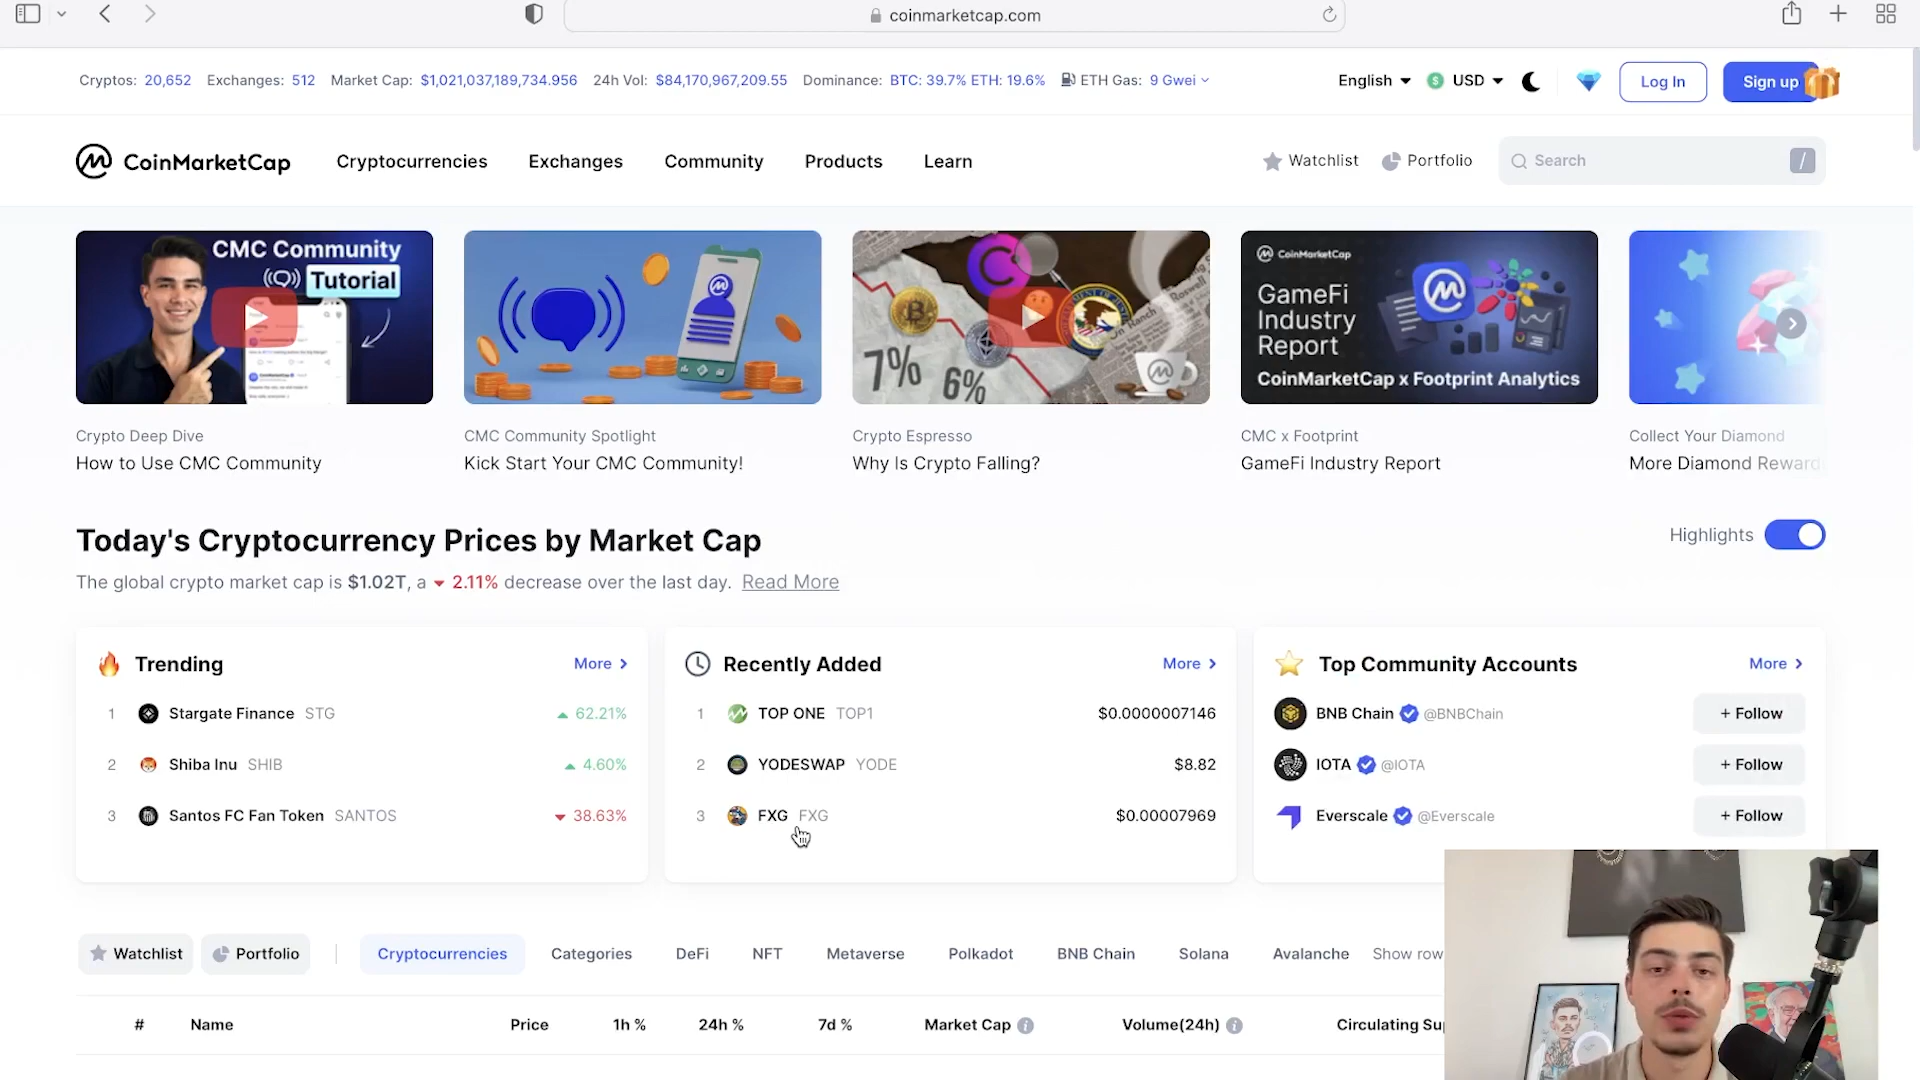 coinmarketcap.com
Cryptos: 20,652 Exchanges: 512 Market Cap: $1,021,037,189,734.956 24h Vol: $84,170,967,209.55 Dominance: BTC: 39.7% ETH: 19.6% ETH Gas: 9 Gwei
English USD Log In Sign up
CoinMarketCap Cryptocurrencies Exchanges Community Products Learn Watchlist Portfolio Search /
CMC Community
Tutorial
7% 6%
CoinMarketCap
GameFi
Industry
Report
CoinMarketCap x Footprint Analytics
Crypto Deep Dive
How to Use CMC Community
CMC Community Spotlight
Kick Start Your CMC Community!
Crypto Espresso
Why Is Crypto Falling?
CMC x Footprint
GameFi Industry Report
Collect Your Diamond
More Diamond Reward
Today's Cryptocurrency Prices by Market Cap
Highlights
The global crypto market cap is $1.02T, a 2.11% decrease over the last day. Read More
Trending More
1 Stargate Finance STG 62.21%
2 Shiba Inu SHIB 4.60%
3 Santos FC Fan Token SANTOS 38.63%
Recently Added More
1 TOP ONE TOP1 $0.0000007146
2 YODESWAP YODE $8.82
3 FXG FXG $0.00007969
Top Community Accounts More
BNB Chain @BNBChain + Follow
IOTA @IOTA + Follow
Everscale @Everscale + Follow
Watchlist Portfolio Cryptocurrencies Categories DeFi NFT Metaverse Polkadot BNB Chain Solana Avalanche Show row
# Name Price 1h % 24h % 7d % Market Cap Volume(24h) Circulating Su